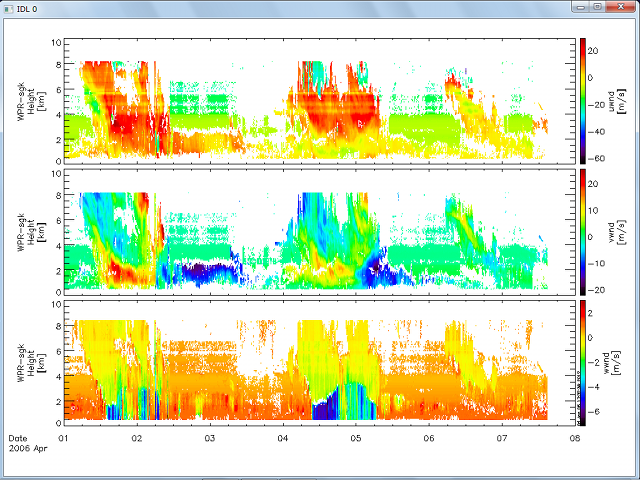 IDL 0
10
8
6
4
2
0
WPR-sgk
Height
[km]
20
0
-20
-40
-60
uwnd
[m/s]
10
8
6
4
2
0
WPR-sgk
Height
[km]
20
10
0
-10
-20
vwnd
[m/s]
10
8
6
4
2
0
WPR-sgk
Height
[km]
2
0
-2
-4
-6
wwnd
[m/s]
01 02 03 04 05 06 07 08
Date
2006 Apr